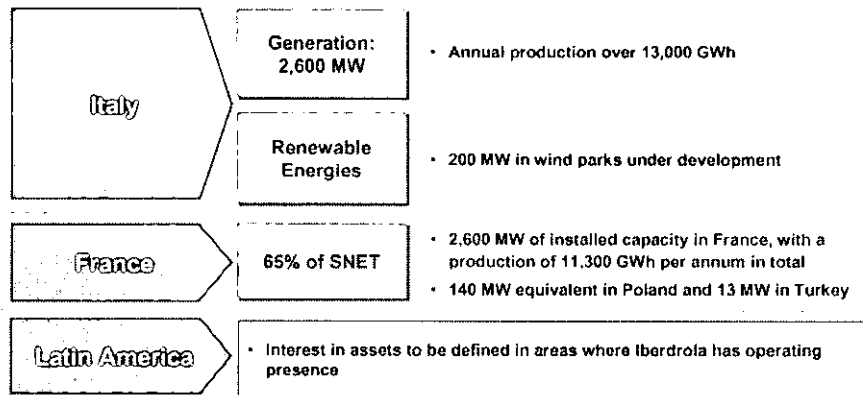 Italy
Generation:
2,600 MW
• Annual production over 13,000 GWh
Renewable
Energies
• 200 MW in wind parks under development
France
65% of SNET
• 2,600 MW of installed capacity in France, with a
production of 11,300 GWh per annum in total
• 140 MW equivalent in Poland and 13 MW in Turkey
Latin America
• Interest in assets to be defined in areas where Iberdrola has operating
presence